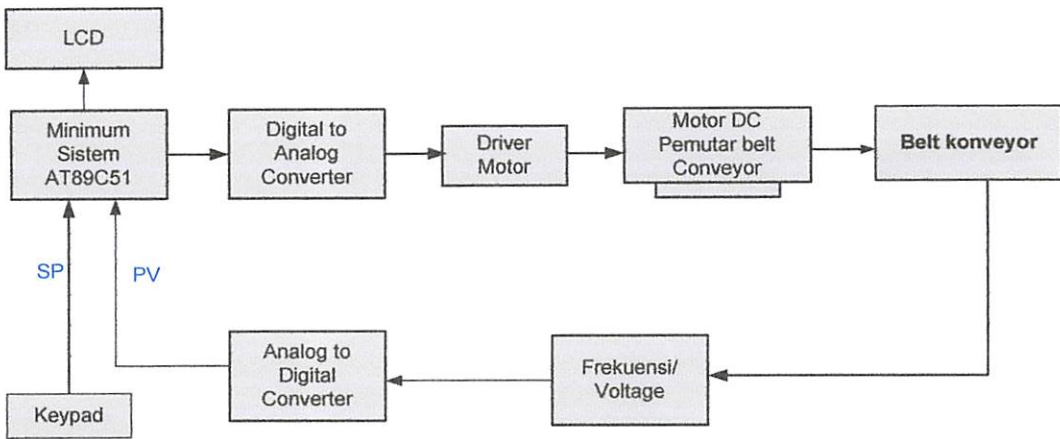 LCD
Minimum
Sistem
AT89C51
Digital to
Analog
Converter
Driver
Motor
Motor DC
Pemutar belt
Conveyor
Belt konveyor
SP
PV
Analog to
Digital
Converter
Frekuensi/
Voltage
Keypad